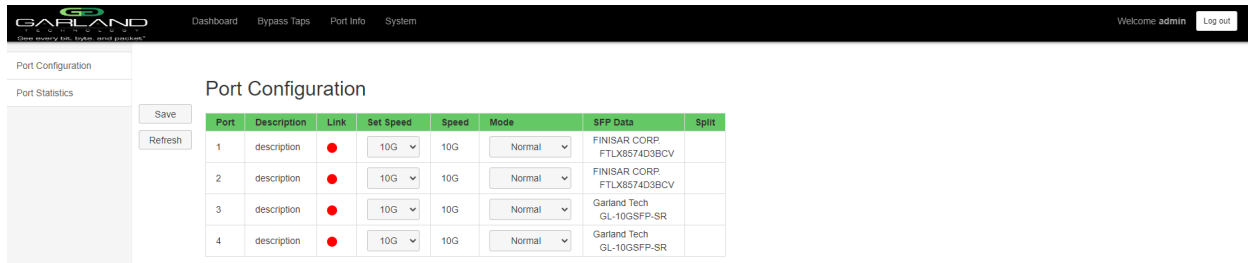 GARLAND
TECHNOLOGY
See every bit, byte, and packet®
Dashboard Bypass Taps Port Info System
Welcome admin Log out
Port Configuration
Port Statistics
Port Configuration
Save
Refresh
Port Description Link Set Speed Speed Mode SFP Data Split
1 description 10G 10G Normal FINISAR CORP.
FTLX8574D3BCV
2 description 10G 10G Normal FINISAR CORP.
FTLX8574D3BCV
3 description 10G 10G Normal Garland Tech
GL-10GSFP-SR
4 description 10G 10G Normal Garland Tech
GL-10GSFP-SR